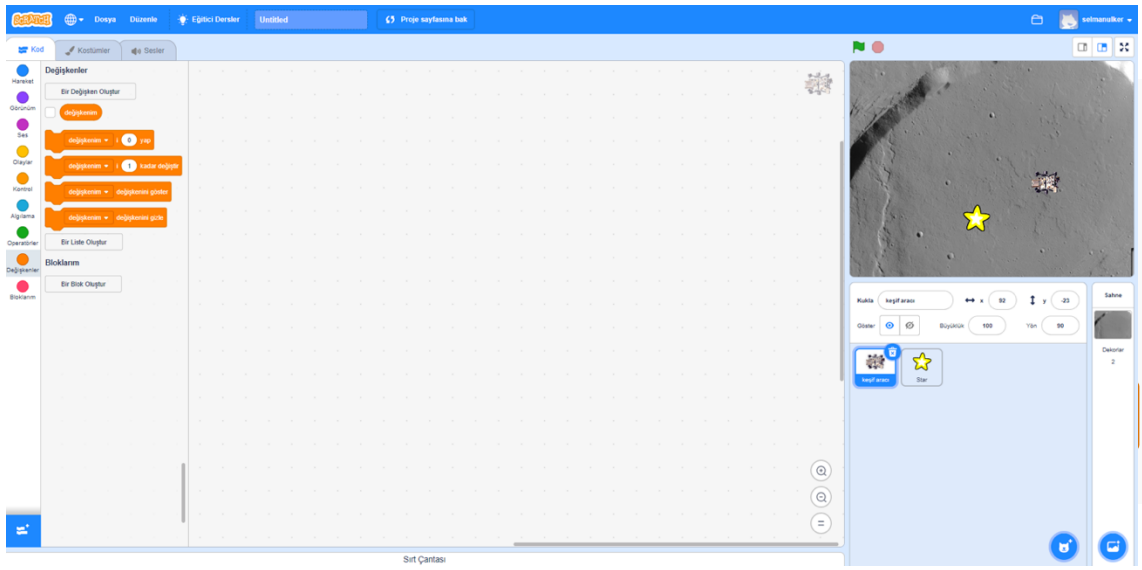 SCRATCH Dosya Düzenle Eğitici Dersler Untitled Proje sayfasına bak selmanulker
Kod Kostümler Sesler
Hareket
Görünüm
Ses
Olaylar
Kontrol
Algılama
Operatörler
Değişkenler
Bloklarım
Değişkenler
Bir Değişken Oluştur
değişkenim
değişkenim : 0 yap
değişkenim : 1 kadar değiştir
değişkenim değişkenini göster
değişkenim değişkenini gizle
Bir Liste Oluştur
Bloklarım
Bir Blok Oluştur
Sırt Çantası
Kukla keşif aracı x 92 y -23
Göster Büyüklük 100 Yön 90
keşif aracı Star
Sahne
Dekorlar
2